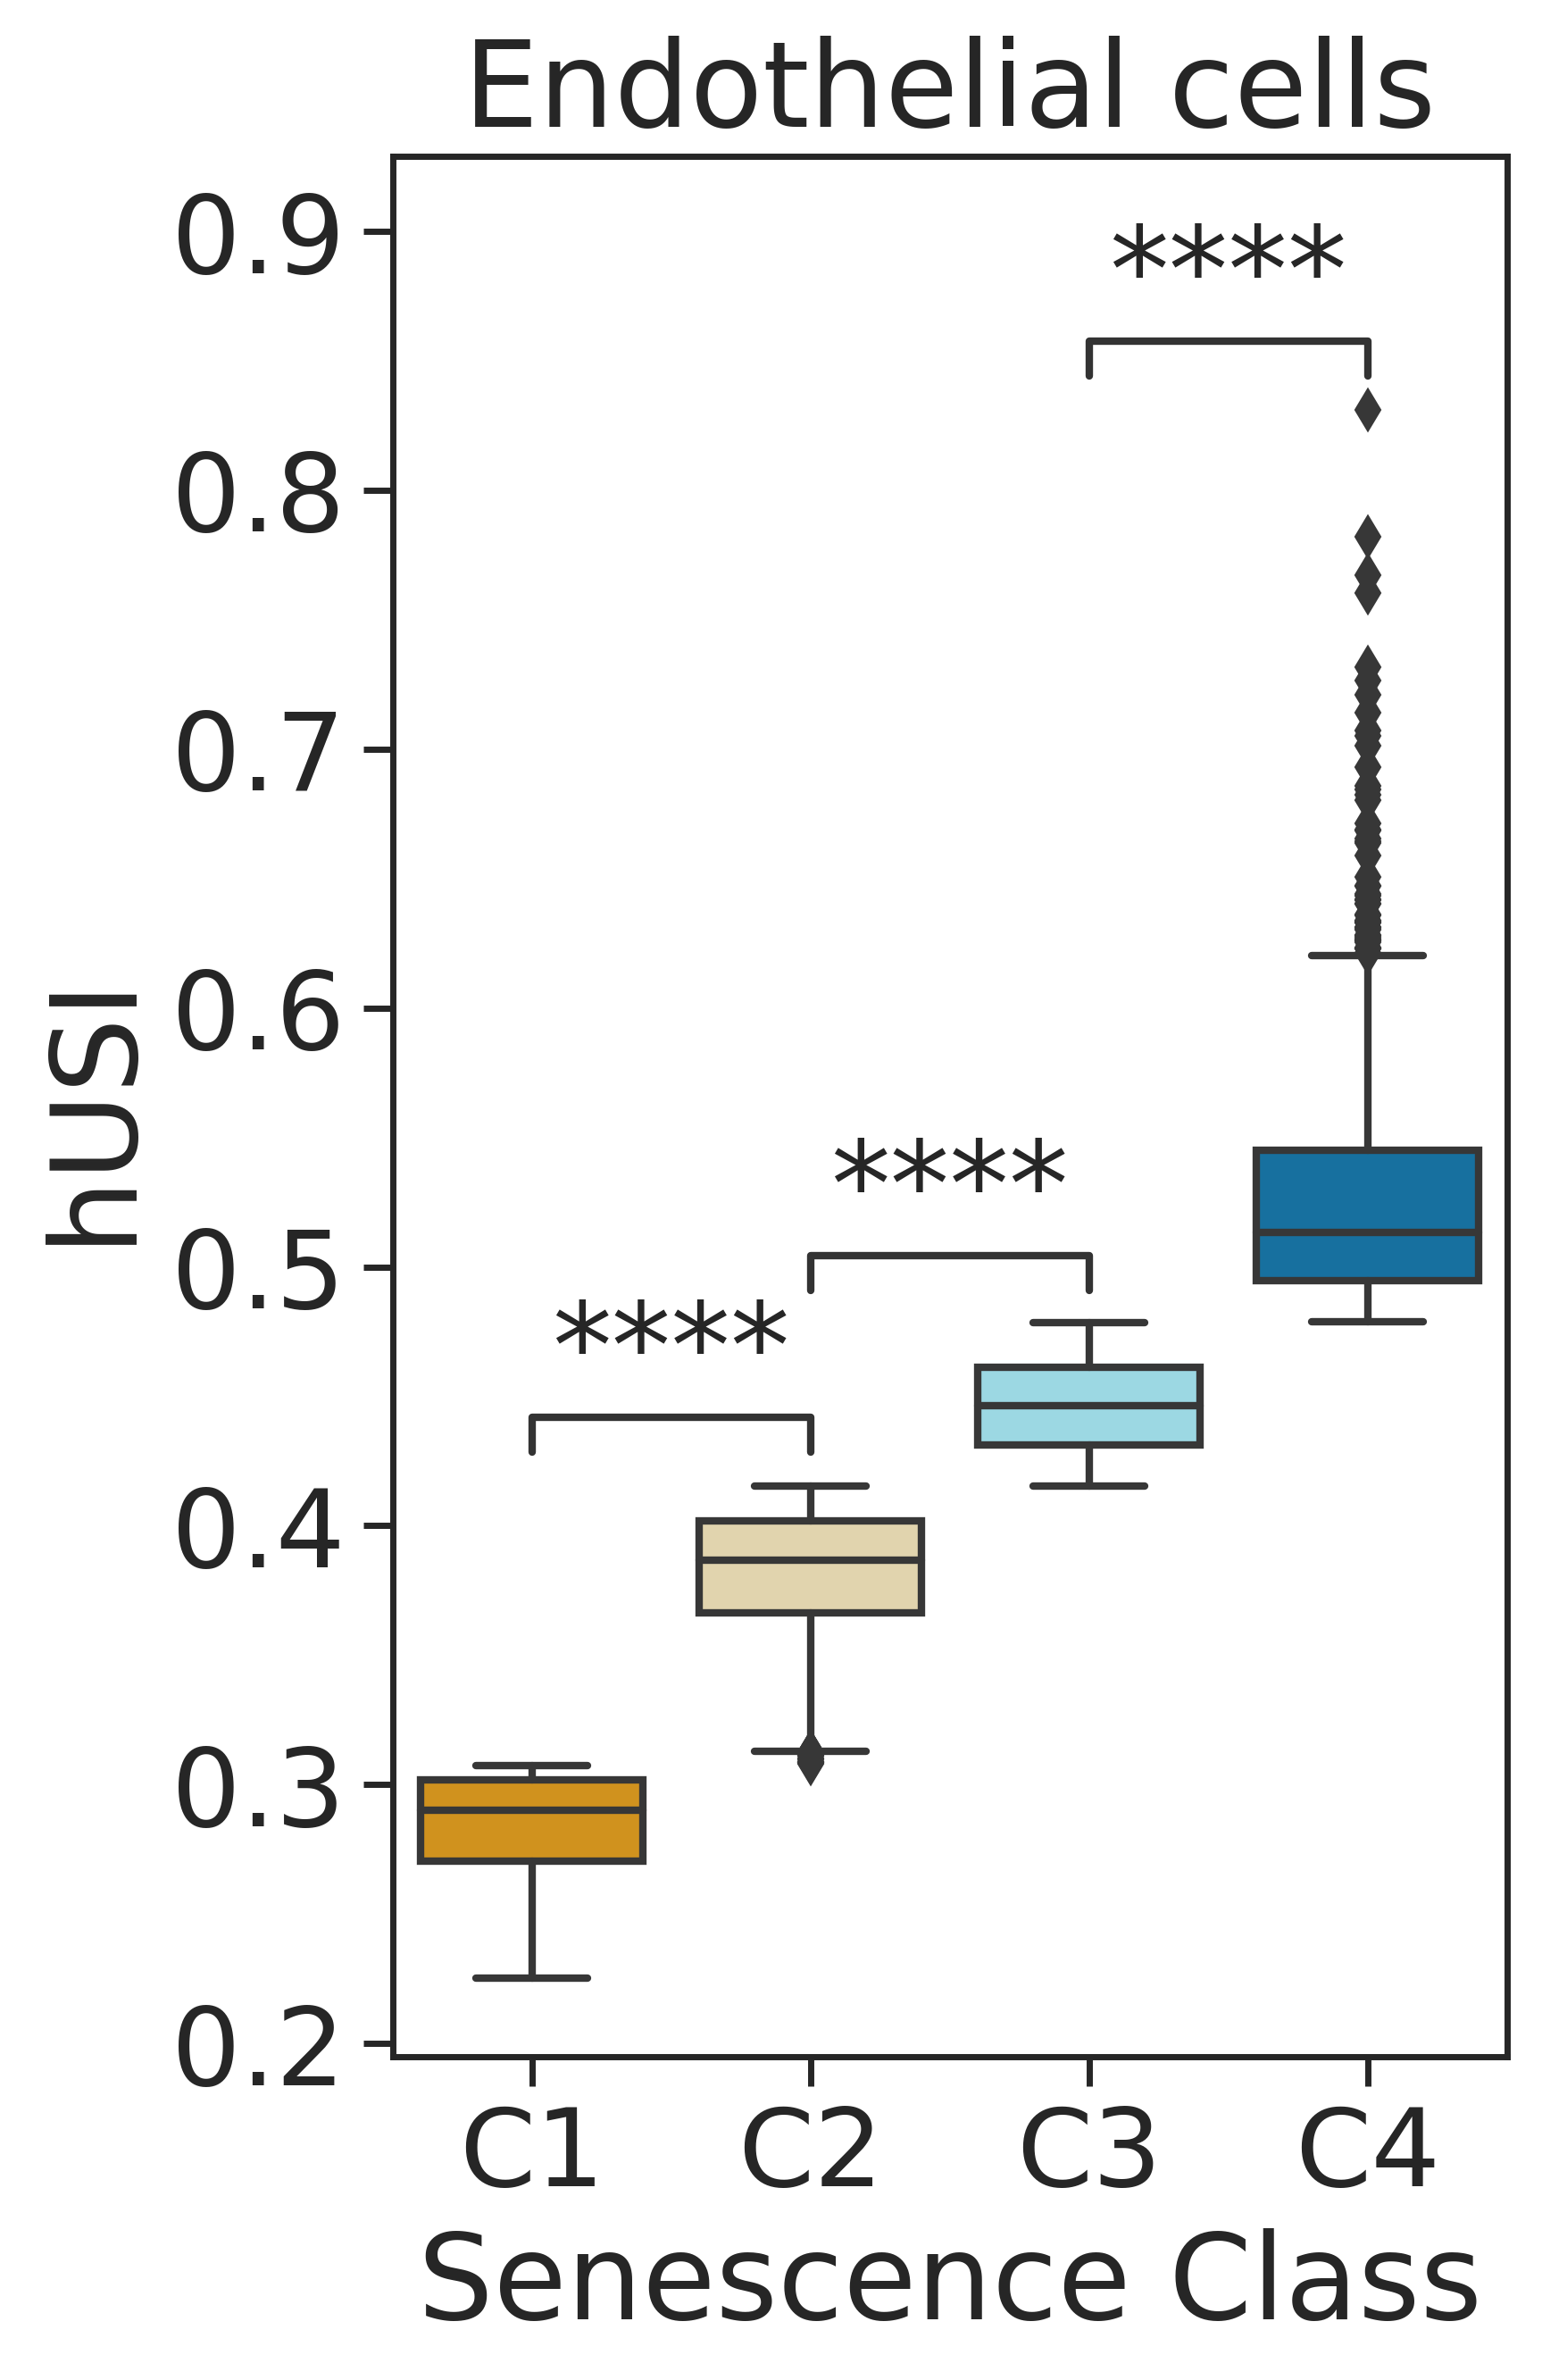 Endothelial cells
0.9
****
0.8
0.7
0.6
hUSI
****
0.5
****
0.4
0.3
0.2
C1 C2 C3 C4
Senescence Class